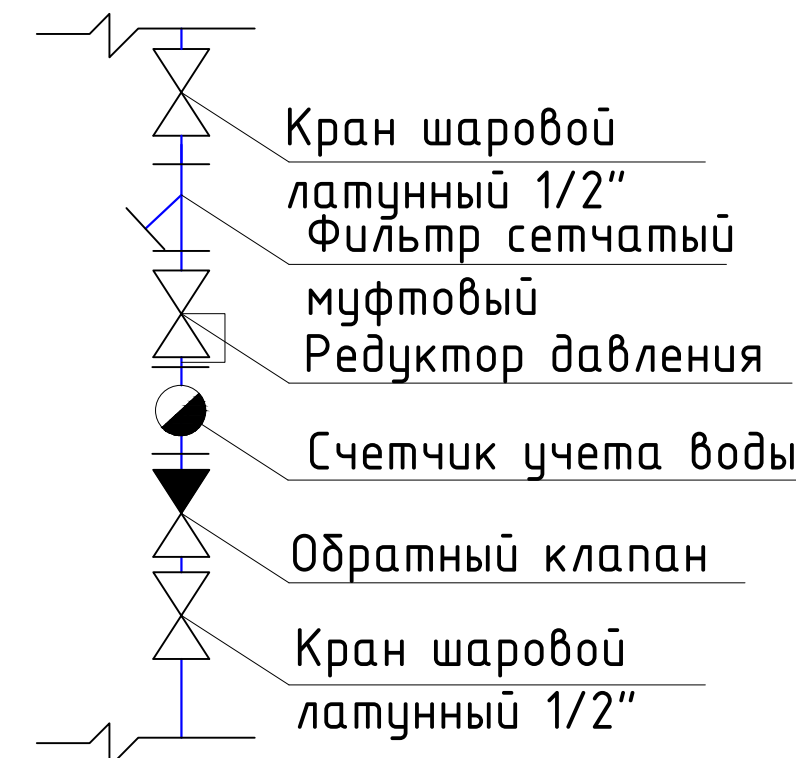 Кран шаровой
латунный 1/2"
Фильтр сетчатый
муфтовый
Редуктор давления
Счетчик учета воды
Обратный клапан
Кран шаровой
латунный 1/2"